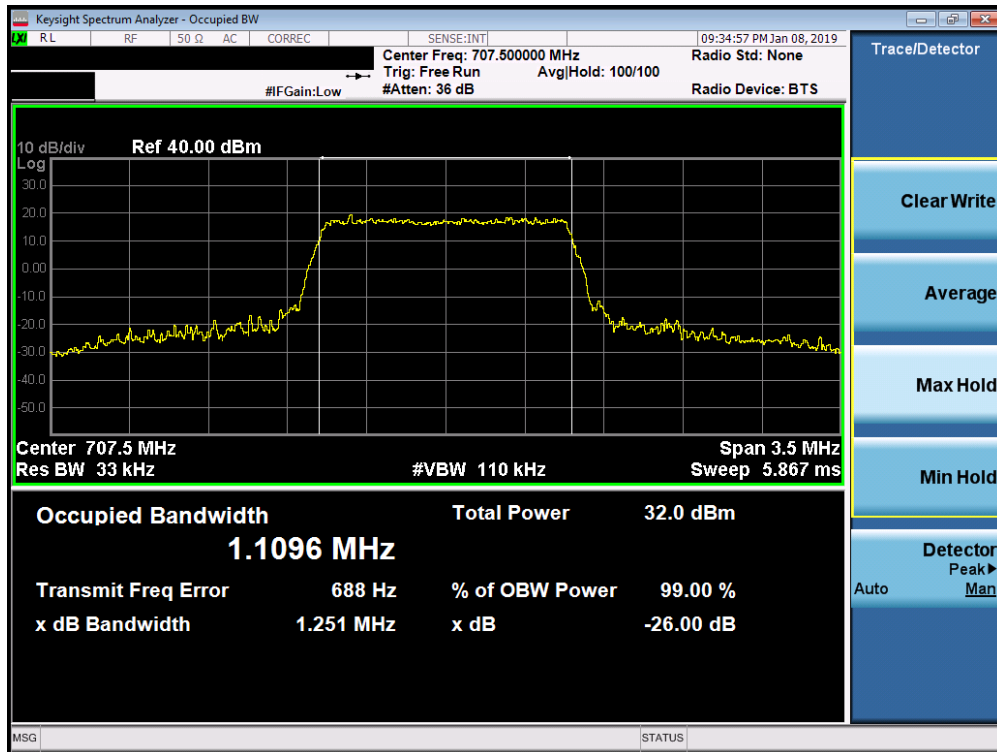 Keysight Spectrum Analyzer - Occupied BW
LXI RL RF 50 Ω AC CORREC SENSE:INT 09:34:57 PM Jan 08, 2019
Center Freq: 707.500000 MHz Radio Std: None
Trig: Free Run Avg|Hold: 100/100
#IFGain:Low #Atten: 36 dB Radio Device: BTS
Trace/Detector
10 dB/div Ref 40.00 dBm
Log
30.0
20.0
10.0
0.00
-10.0
-20.0
-30.0
-40.0
-50.0
Center 707.5 MHz Span 3.5 MHz
Res BW 33 kHz #VBW 110 kHz Sweep 5.867 ms
Occupied Bandwidth Total Power 32.0 dBm
1.1096 MHz
Transmit Freq Error 688 Hz % of OBW Power 99.00 %
x dB Bandwidth 1.251 MHz x dB -26.00 dB
Clear Write
Average
Max Hold
Min Hold
Detector
Peak▶
Auto Man
MSG STATUS